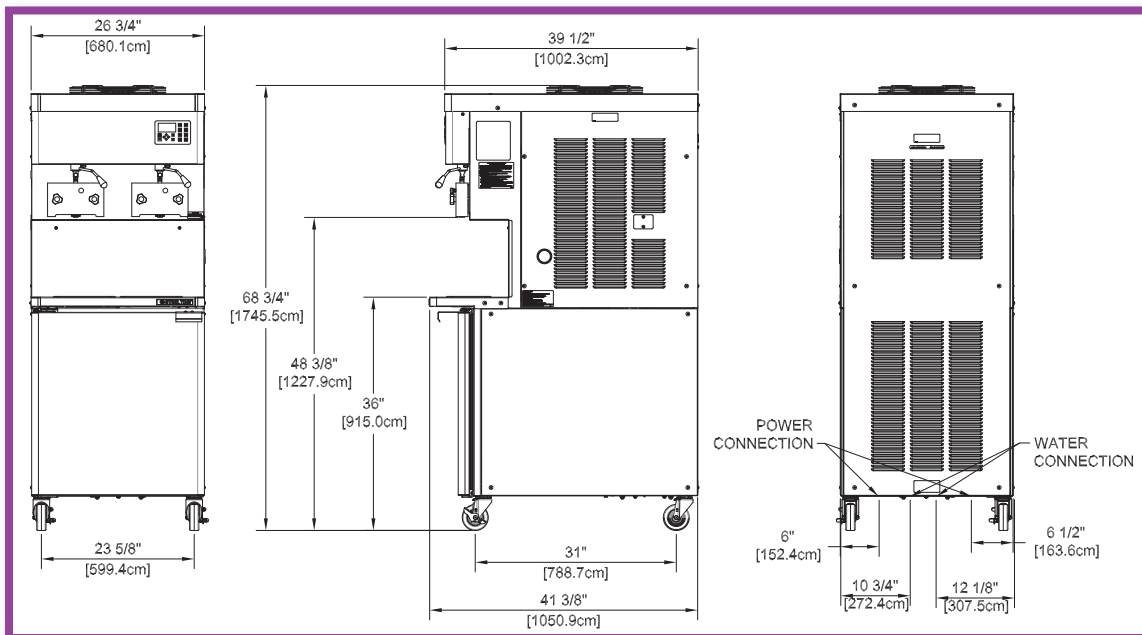 26 3/4"
[680.1cm]
39 1/2"
[1002.3cm]
68 3/4"
[1745.5cm]
48 3/8"
[1227.9cm]
36"
[915.0cm]
POWER
CONNECTION
WATER
CONNECTION
23 5/8"
[599.4cm]
31"
[788.7cm]
41 3/8"
[1050.9cm]
6"
[152.4cm]
6 1/2"
[163.6cm]
10 3/4"
[272.4cm]
12 1/8"
[307.5cm]